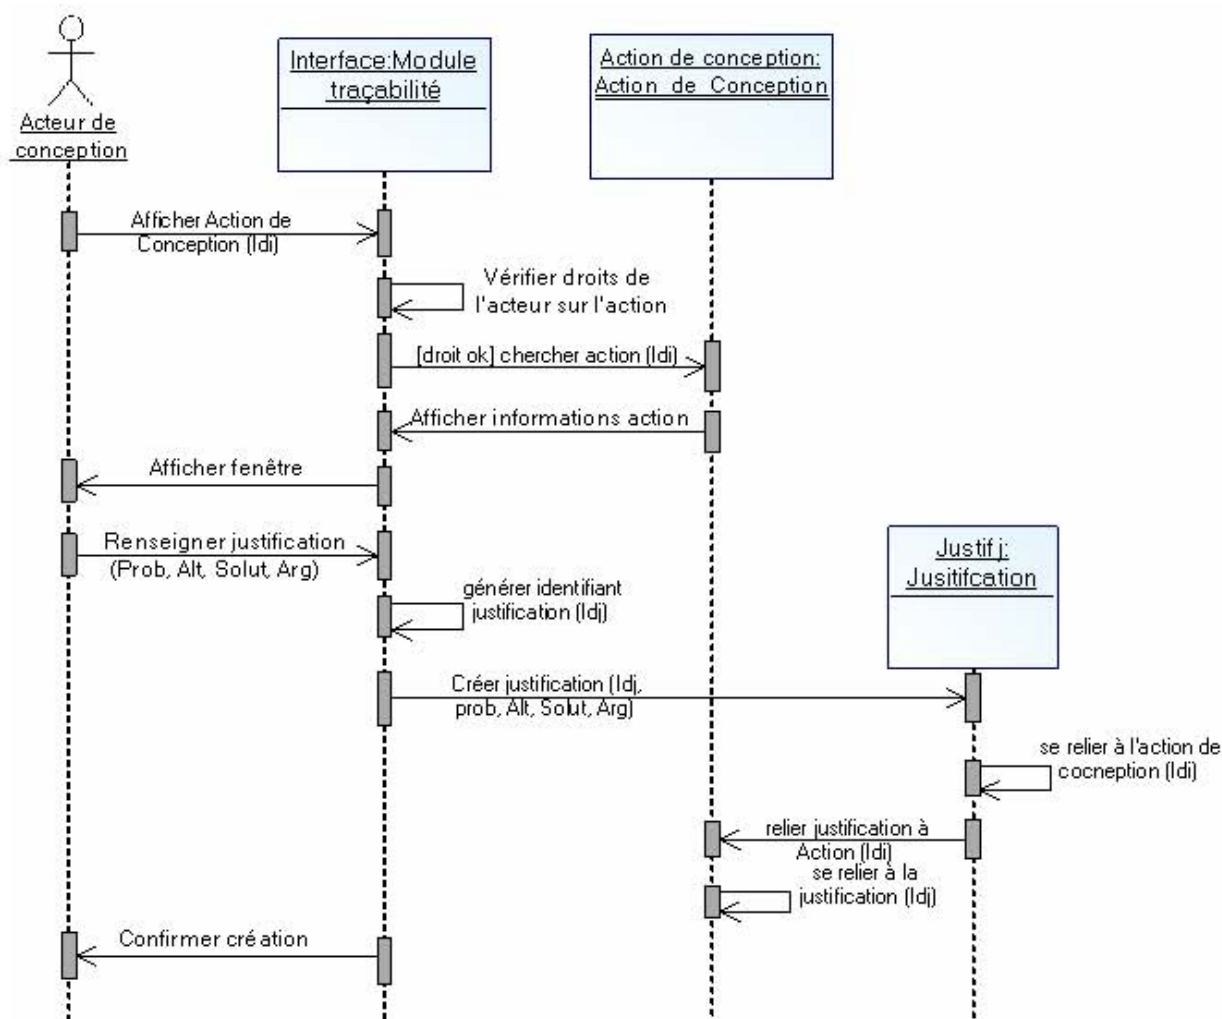 Acteur de
conception
Interface:Module
traçabilité
Action de conception:
Action_de_Conception
Afficher Action de
Conception (Idi)
Vérifier droits de
l'acteur sur l'action
[droit ok] chercher action (Idi)
Afficher informations action
Afficher fenêtre
Renseigner justification
(Prob, Alt, Solut, Arg)
Justif j:
Jusitifcation
générer identifiant
justification (Idj)
Créer justification (Idj,
prob, Alt, Solut, Arg)
se relier à l'action de
cocneption (Idi)
relier justification à
Action (Idi)
se relier à la
justification (Idj)
Confirmer création